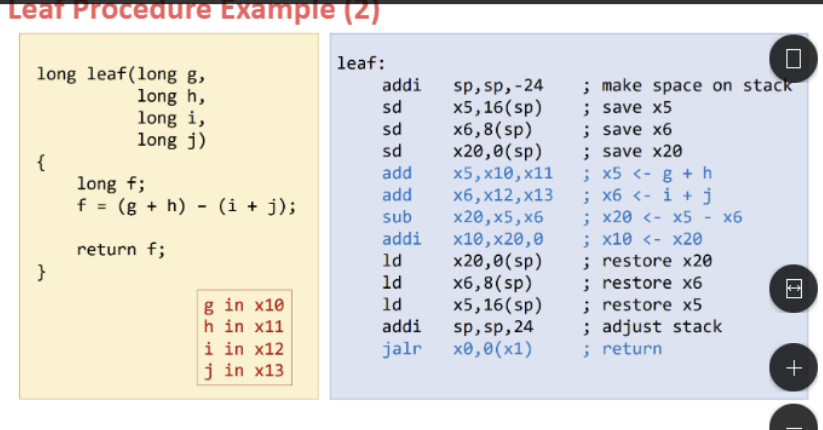 Leaf Procedure Example (2)
long leaf(long g,
long h,
long i,
long j)
{
long f;
f = (g + h) - (i + j);
return f;
}
g in x10
h in x11
i in x12
j in x13
leaf:
addi sp,sp,-24 ; make space on stack
sd x5,16(sp) ; save x5
sd x6,8(sp) ; save x6
sd x20,0(sp) ; save x20
add x5,x10,x11 ; x5 <- g + h
add x6,x12,x13 ; x6 <- i + j
sub x20,x5,x6 ; x20 <- x5 - x6
addi x10,x20,0 ; x10 <- x20
ld x20,0(sp) ; restore x20
ld x6,8(sp) ; restore x6
ld x5,16(sp) ; restore x5
addi sp,sp,24 ; adjust stack
jalr x0,0(x1) ; return